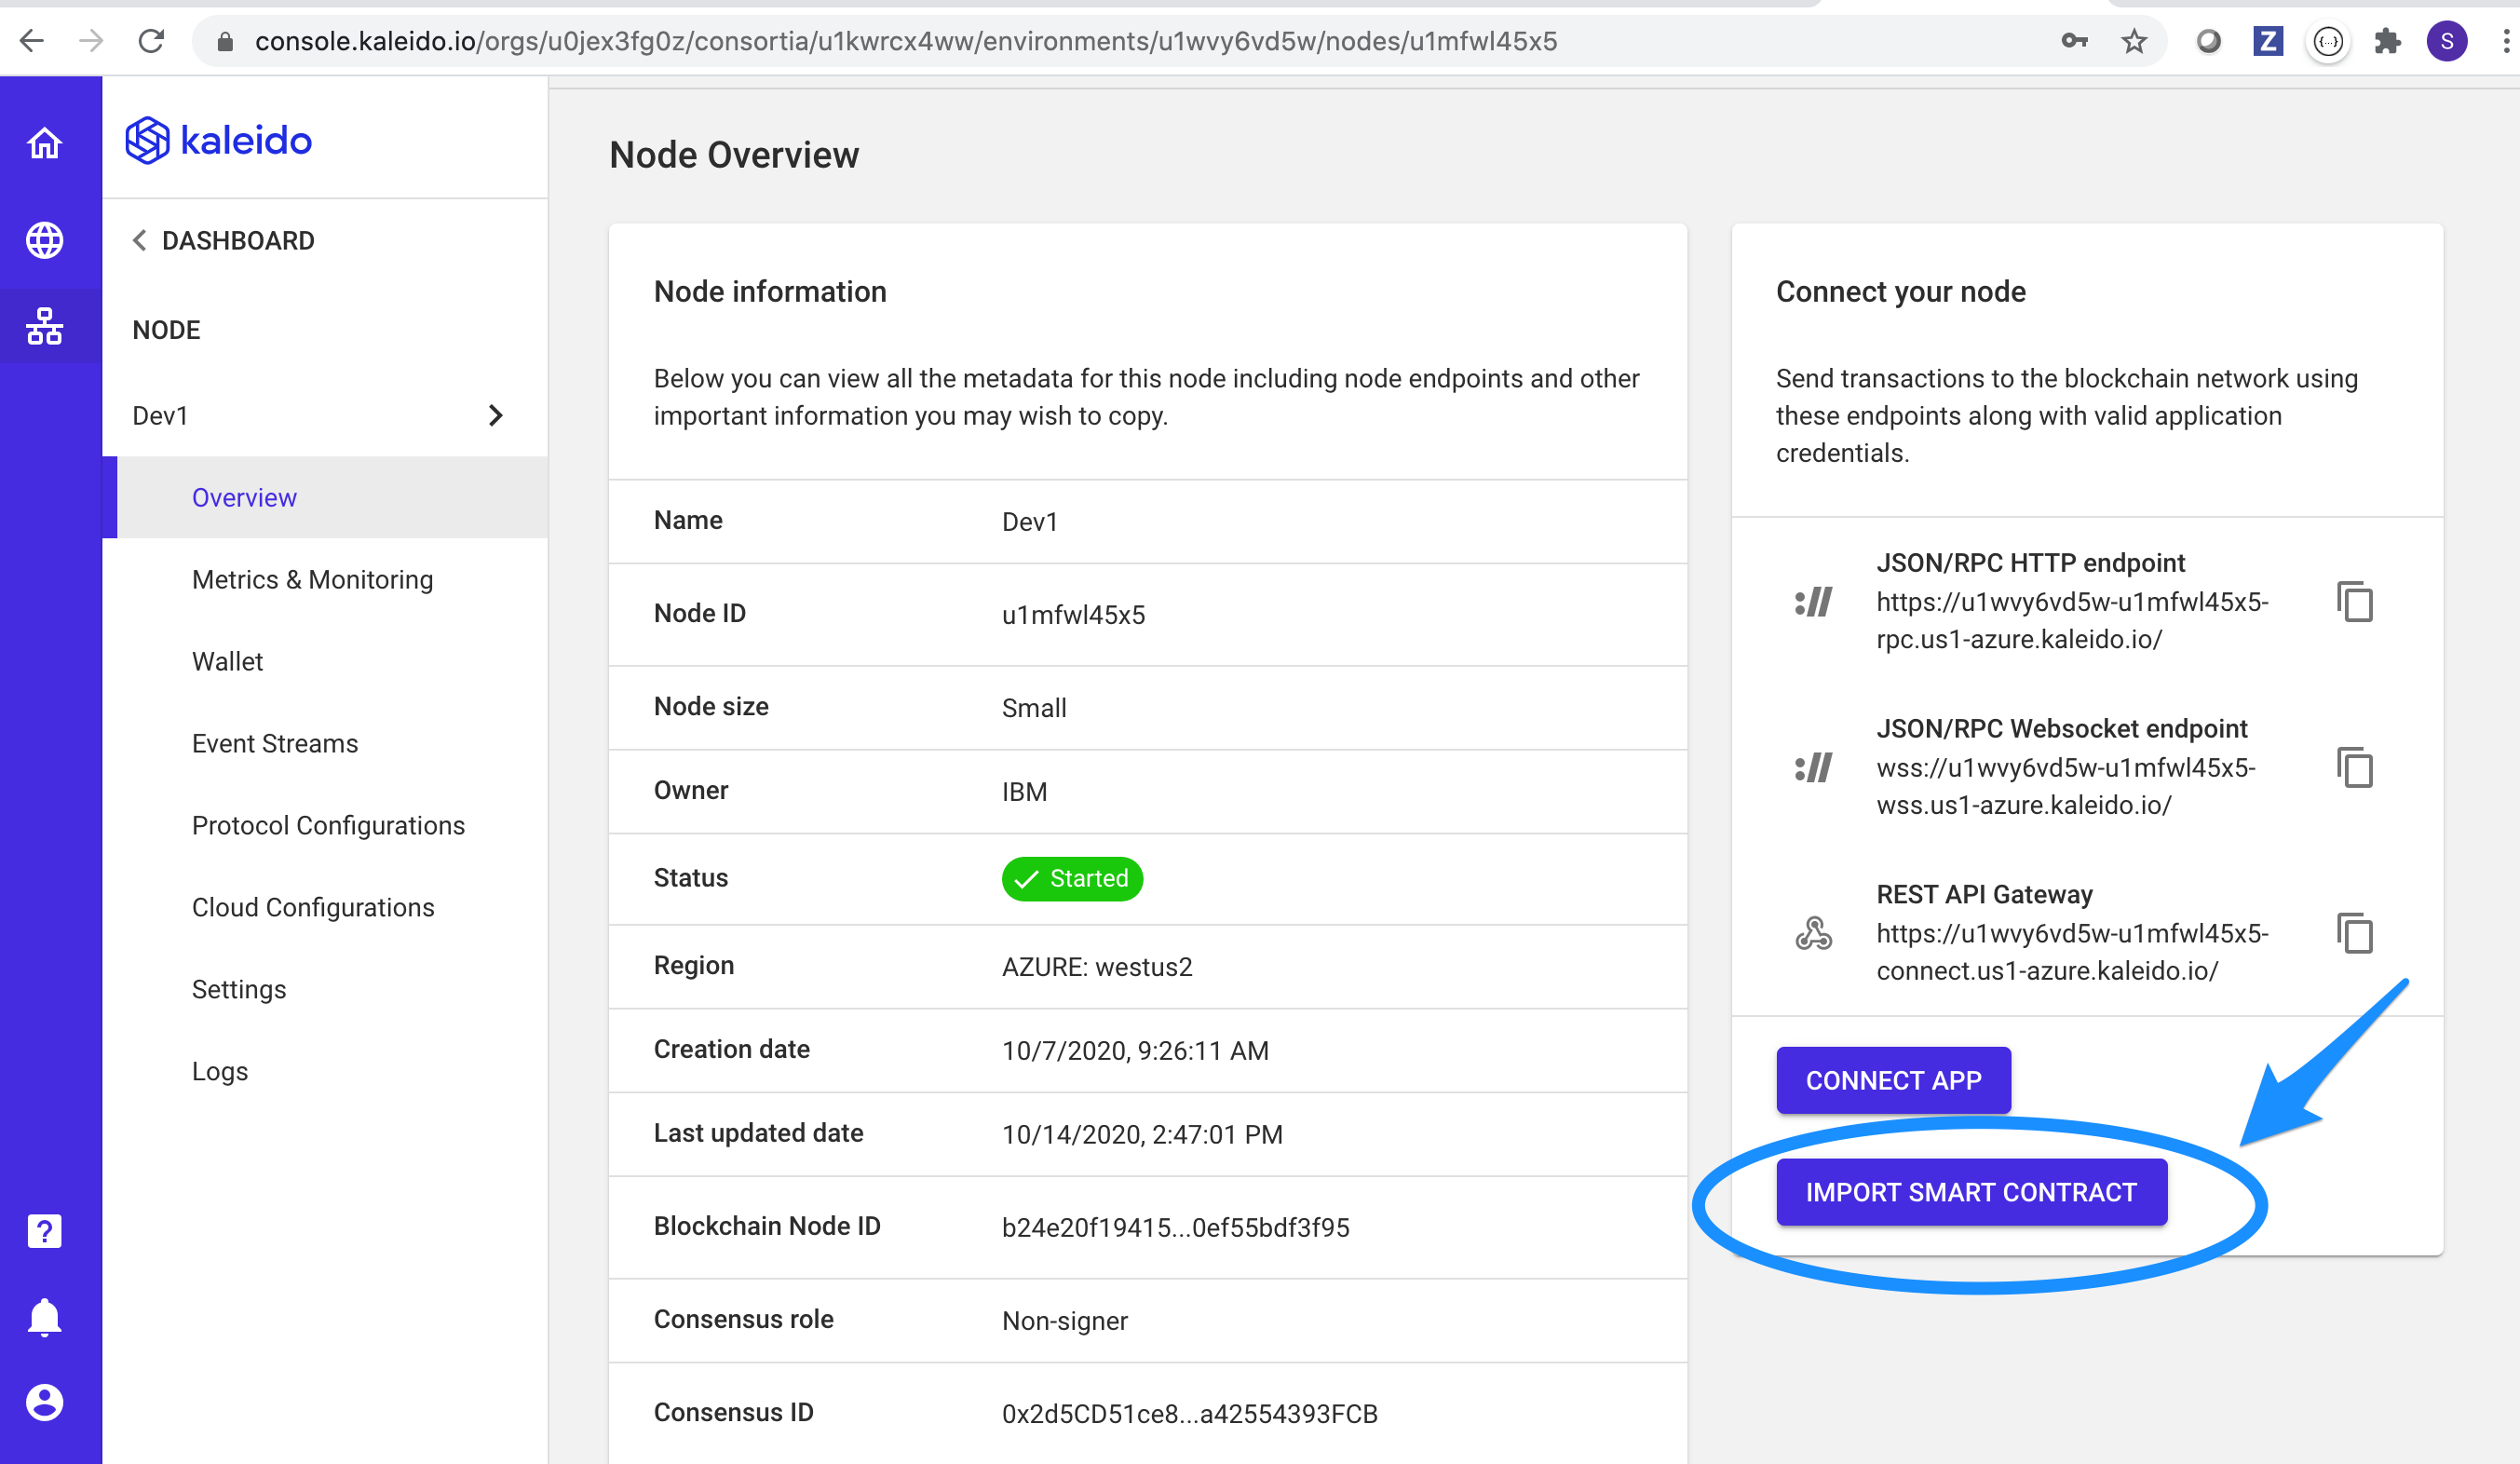 console.kaleido.io/orgs/u0jex3fg0z/consortia/u1kwrcx4ww/environments/u1wvy6vd5w/nodes/u1mfwl45x5
Z
{...}
S
kaleido
DASHBOARD
NODE
Dev1
Overview
Metrics & Monitoring
Wallet
Event Streams
Protocol Configurations
Cloud Configurations
Settings
Logs
?
Node Overview
Node information
Below you can view all the metadata for this node including node endpoints and other
important information you may wish to copy.
Name Dev1
Node ID u1mfwl45x5
Node size Small
Owner IBM
Status Started
Region AZURE: westus2
Creation date 10/7/2020, 9:26:11 AM
Last updated date 10/14/2020, 2:47:01 PM
Blockchain Node ID b24e20f19415...0ef55bdf3f95
Consensus role Non-signer
Consensus ID 0x2d5CD51ce8...a42554393FCB
Connect your node
Send transactions to the blockchain network using
these endpoints along with valid application
credentials.
JSON/RPC HTTP endpoint
https://u1wvy6vd5w-u1mfwl45x5-
rpc.us1-azure.kaleido.io/
JSON/RPC Websocket endpoint
wss://u1wvy6vd5w-u1mfwl45x5-
wss.us1-azure.kaleido.io/
REST API Gateway
https://u1wvy6vd5w-u1mfwl45x5-
connect.us1-azure.kaleido.io/
CONNECT APP
IMPORT SMART CONTRACT